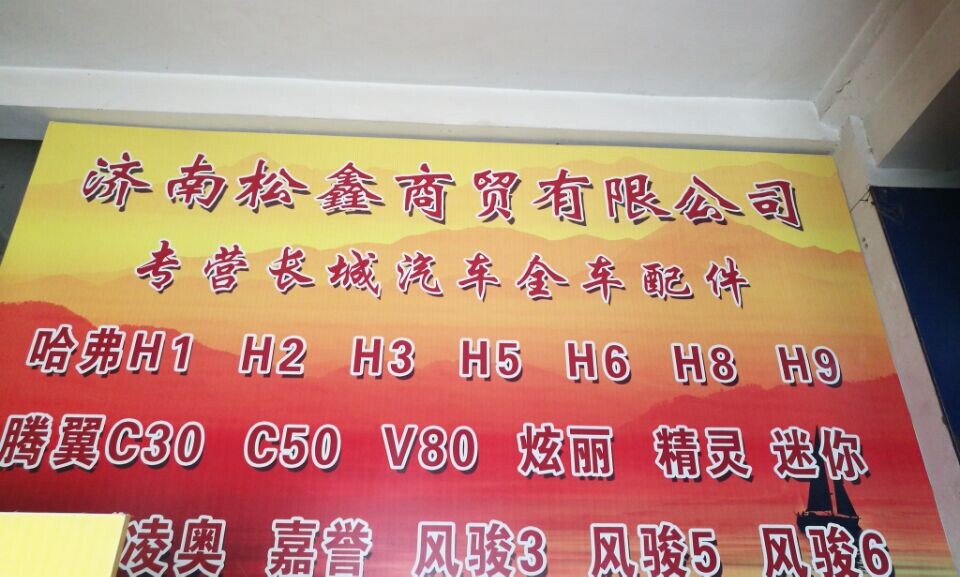 济南松鑫商贸有限公司
专营长城汽车全车配件
哈弗H1 H2 H3 H5 H6 H8 H9
腾翼C30 C50 V80 炫丽 精灵 迷你
凌奥 嘉誉 风骏3 风骏5 风骏6